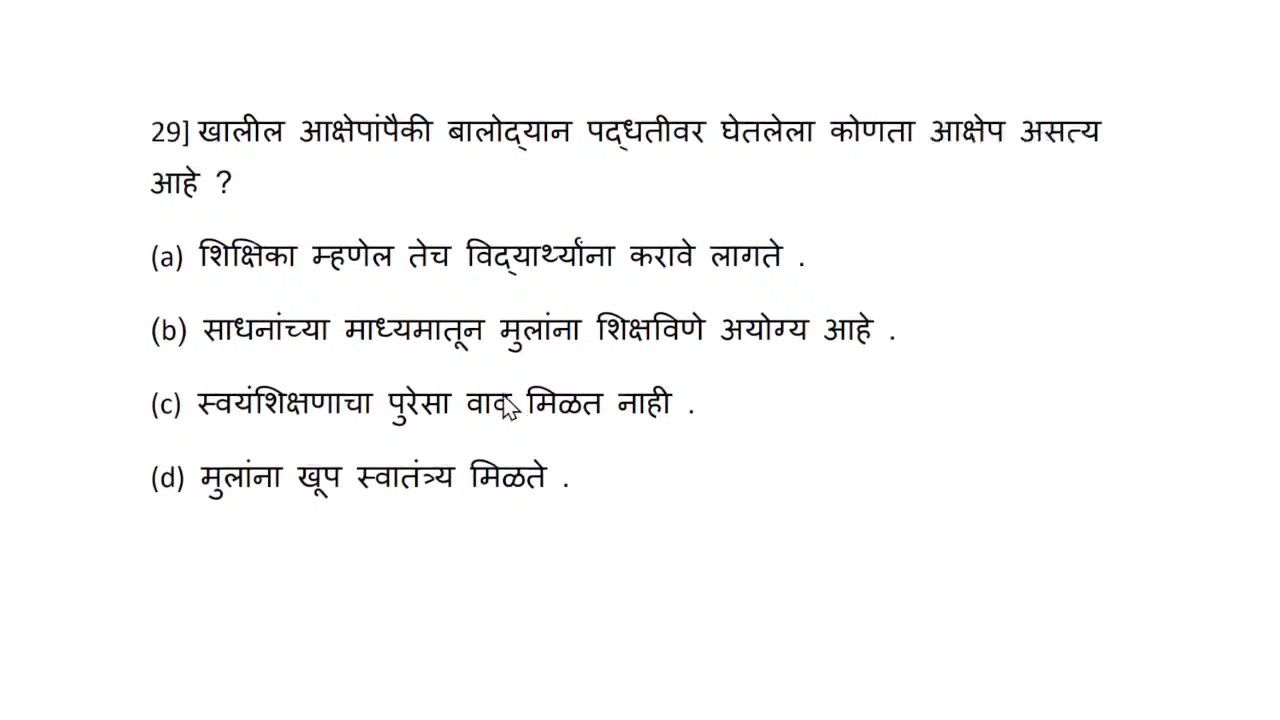 29] खालील आक्षेपांपैकी बालोद्‌यान पद्‌धतीवर घेतलेला कोणता आक्षेप असत्य
आहे ?
(a) शिक्षिका म्हणेल तेच विद्‌यार्थ्यांना करावे लागते .
(b) साधनांच्या माध्यमातून मुलांना शिक्षविणे अयोग्य आहे .
(c) स्वयंशिक्षणाचा पुरेसा वाव मिळत नाही .
(d) मुलांना खूप स्वातंत्र्य मिळते .